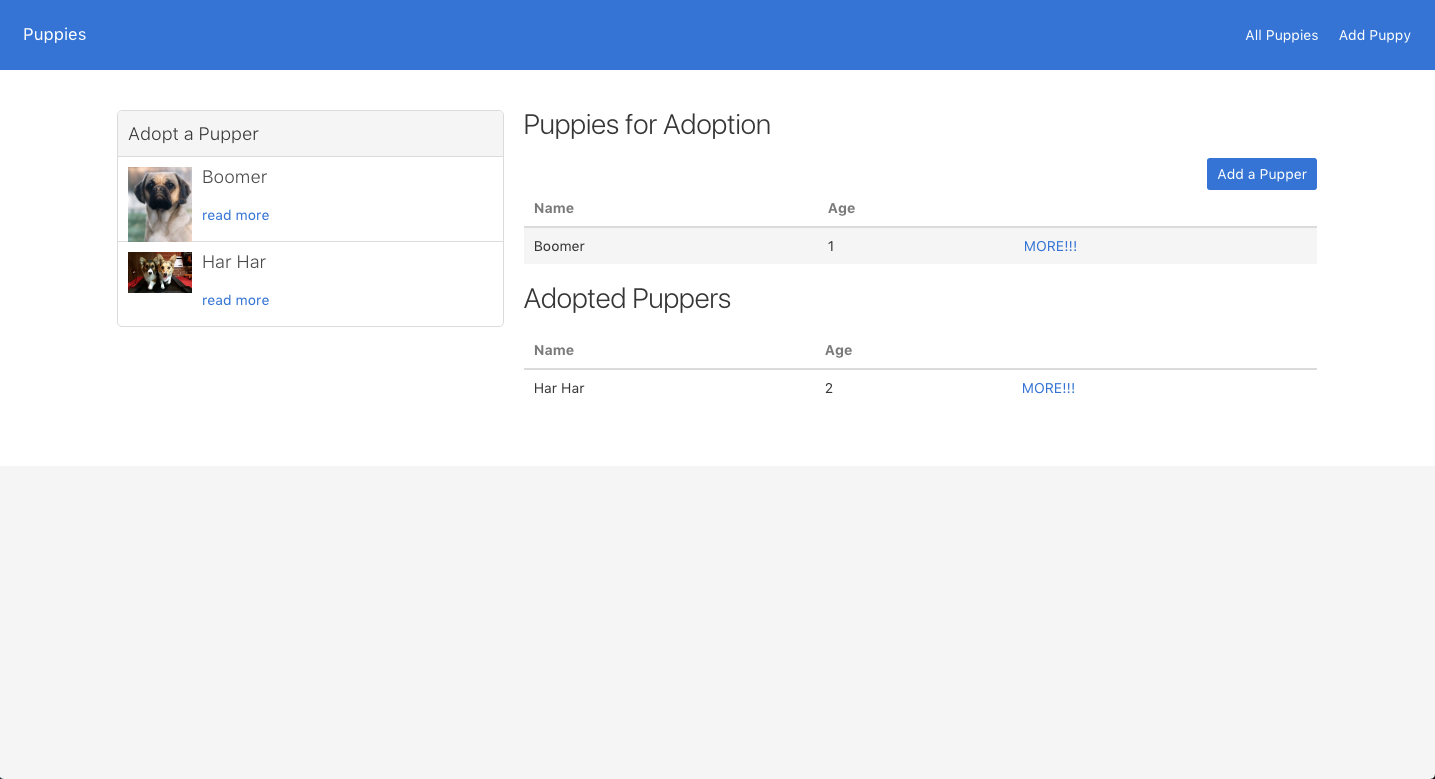 Puppies All Puppies Add Puppy
Adopt a Pupper
Boomer
read more
Har Har
read more
Puppies for Adoption
Add a Pupper
Name Age
Boomer 1 MORE!!!
Adopted Puppers
Name Age
Har Har 2 MORE!!!